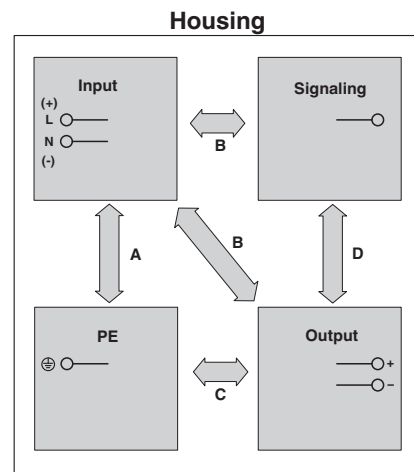 Housing
Input
Signaling
(+)
L
N
(-)
B
A
B
D
PE
Output
+
–
C